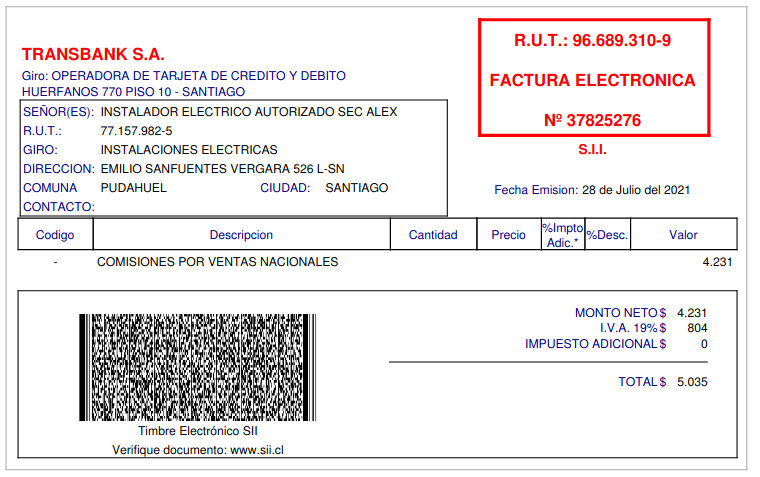 TRANSBANK S.A.
Giro: OPERADORA DE TARJETA DE CREDITO Y DEBITO
HUERFANOS 770 PISO 10 - SANTIAGO
R.U.T.: 96.689.310-9
FACTURA ELECTRONICA
Nº 37825276
S.I.I.
SEÑOR(ES): INSTALADOR ELECTRICO AUTORIZADO SEC ALEX
R.U.T.: 77.157.982-5
GIRO: INSTALACIONES ELECTRICAS
DIRECCION: EMILIO SANFUENTES VERGARA 526 L-SN
COMUNA PUDAHUEL CIUDAD: SANTIAGO
CONTACTO:
Fecha Emision: 28 de Julio del 2021
Codigo Descripcion Cantidad Precio %Impto Adic.* %Desc. Valor
- COMISIONES POR VENTAS NACIONALES 4.231
MONTO NETO $ 4.231
I.V.A. 19% $ 804
IMPUESTO ADICIONAL $ 0
TOTAL $ 5.035
Timbre Electrónico SII
Verifique documento: www.sii.cl